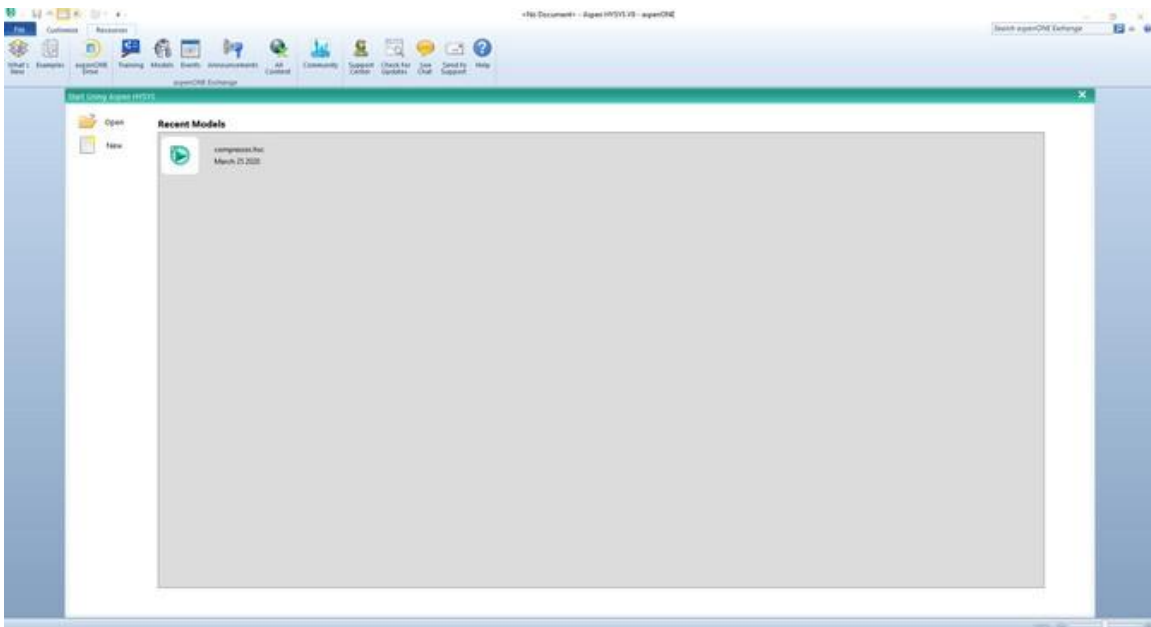 <No Document> - Aspen HYSYS V9 - aspenONE
File Customize Resources
Search aspenONE Exchange
What's New
Examples
aspenONE Drive
Training
Models
Events
Announcements
All Content
Community
Support Center
Check For Updates
Live Chat
Send to Support
Help
aspenONE Exchange
Start Using Aspen HYSYS
Open
New
Recent Models
compressor.hsc
March 25 2020